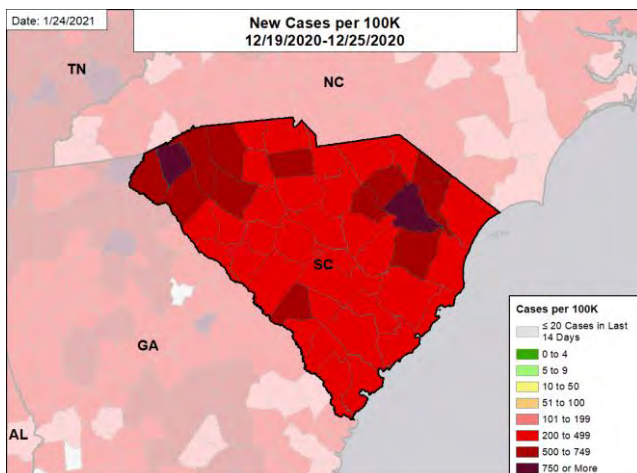 Date: 1/24/2021
New Cases per 100K
12/19/2020-12/25/2020
TN
NC
SC
GA
AL
Cases per 100K
≤ 20 Cases in Last
14 Days
0 to 4
5 to 9
10 to 50
51 to 100
101 to 199
200 to 499
500 to 749
750 or More